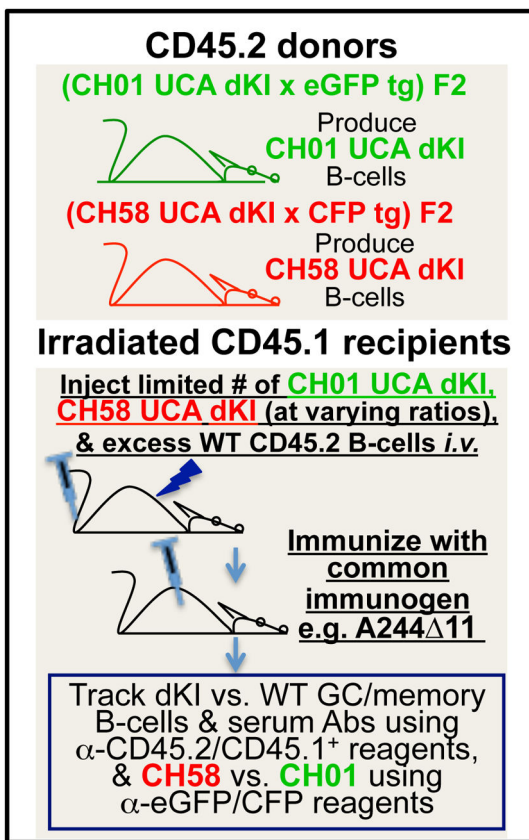 CD45.2 donors
(CH01 UCA dKI x eGFP tg) F2
Produce
CH01 UCA dKI
B-cells
(CH58 UCA dKI x CFP tg) F2
Produce
CH58 UCA dKI
B-cells
Irradiated CD45.1 recipients
Inject limited # of CH01 UCA dKI,
CH58 UCA dKI (at varying ratios),
& excess WT CD45.2 B-cells i.v.
Immunize with
common
immunogen
e.g. A244Δ11
Track dKI vs. WT GC/memory
B-cells & serum Abs using
α-CD45.2/CD45.1⁺ reagents,
& CH58 vs. CH01 using
α-eGFP/CFP reagents